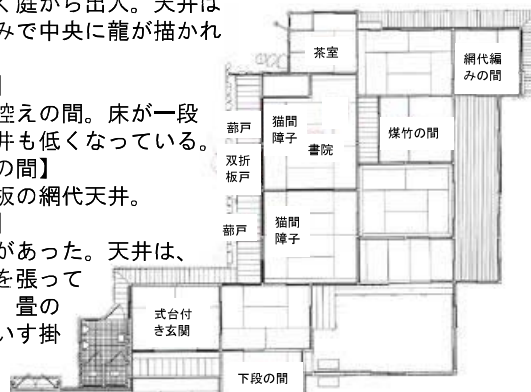 庭から出入。天井は
みで中央に龍が描かれ
】
控えの間。床が一段
井も低くなっている。
の間】
板の網代天井。
】
があった。天井は、
を張って
畳の
いす掛
茶室
網代編
みの間
蔀戸
猫間
障子
書院
煤竹の間
双折
板戸
蔀戸
猫間
障子
式台付
き玄関
下段の間